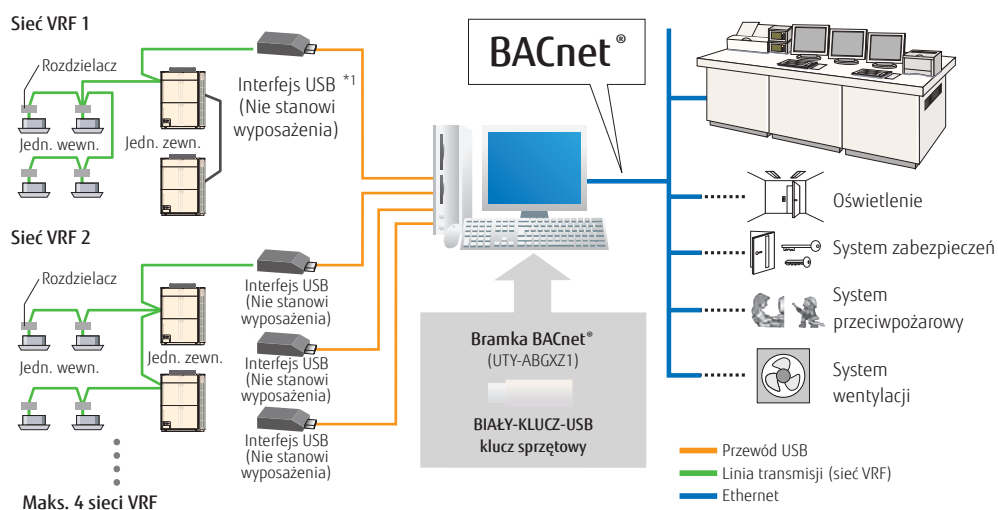 Sieć VRF 1
Rozdzielacz
Jedn. wewn.
Jedn. zewn.
Interfejs USB *1
(Nie stanowi
wyposażenia)
BACnet®
Sieć VRF 2
Rozdzielacz
Jedn. wewn.
Jedn. zewn.
Interfejs USB
(Nie stanowi
wyposażenia)
Interfejs USB
(Nie stanowi
wyposażenia)
Interfejs USB
(Nie stanowi
wyposażenia)
Maks. 4 sieci VRF
Bramka BACnet®
(UTY-ABGXZ1)
BIAŁY-KLUCZ-USB
klucz sprzętowy
Oświetlenie
System zabezpieczeń
System
przeciwpożarowy
System
wentylacji
Przewód USB
Linia transmisji (sieć VRF)
Ethernet